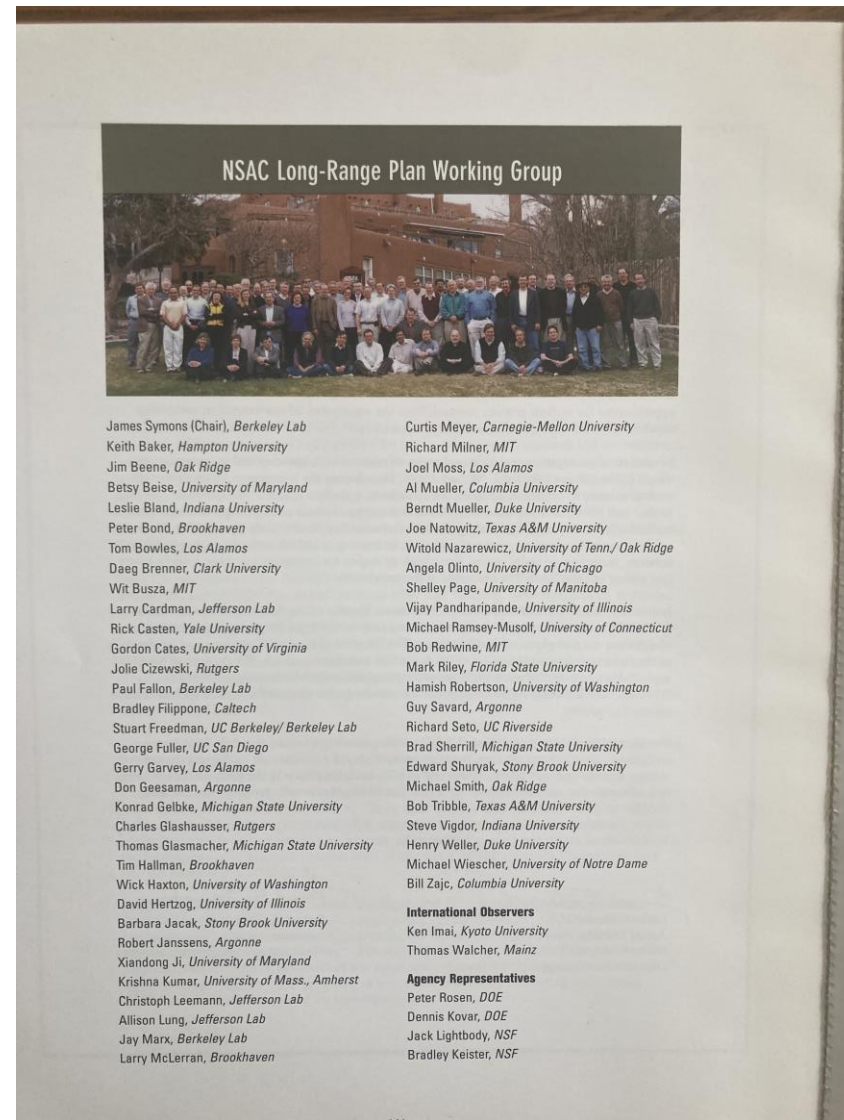 NSAC Long-Range Plan Working Group
James Symons (Chair), Berkeley Lab
Keith Baker, Hampton University
Jim Beene, Oak Ridge
Betsy Beise, University of Maryland
Leslie Bland, Indiana University
Peter Bond, Brookhaven
Tom Bowles, Los Alamos
Daeg Brenner, Clark University
Wit Busza, MIT
Larry Cardman, Jefferson Lab
Rick Casten, Yale University
Gordon Cates, University of Virginia
Jolie Cizewski, Rutgers
Paul Fallon, Berkeley Lab
Bradley Filippone, Caltech
Stuart Freedman, UC Berkeley/ Berkeley Lab
George Fuller, UC San Diego
Gerry Garvey, Los Alamos
Don Geesaman, Argonne
Konrad Gelbke, Michigan State University
Charles Glashausser, Rutgers
Thomas Glasmacher, Michigan State University
Tim Hallman, Brookhaven
Wick Haxton, University of Washington
David Hertzog, University of Illinois
Barbara Jacak, Stony Brook University
Robert Janssens, Argonne
Xiandong Ji, University of Maryland
Krishna Kumar, University of Mass., Amherst
Christoph Leemann, Jefferson Lab
Allison Lung, Jefferson Lab
Jay Marx, Berkeley Lab
Larry McLerran, Brookhaven
Curtis Meyer, Carnegie-Mellon University
Richard Milner, MIT
Joel Moss, Los Alamos
Al Mueller, Columbia University
Berndt Mueller, Duke University
Joe Natowitz, Texas A&M University
Witold Nazarewicz, University of Tenn./ Oak Ridge
Angela Olinto, University of Chicago
Shelley Page, University of Manitoba
Vijay Pandharipande, University of Illinois
Michael Ramsey-Musolf, University of Connecticut
Bob Redwine, MIT
Mark Riley, Florida State University
Hamish Robertson, University of Washington
Guy Savard, Argonne
Richard Seto, UC Riverside
Brad Sherrill, Michigan State University
Edward Shuryak, Stony Brook University
Michael Smith, Oak Ridge
Bob Tribble, Texas A&M University
Steve Vigdor, Indiana University
Henry Weller, Duke University
Michael Wiescher, University of Notre Dame
Bill Zajc, Columbia University
International Observers
Ken Imai, Kyoto University
Thomas Walcher, Mainz
Agency Representatives
Peter Rosen, DOE
Dennis Kovar, DOE
Jack Lightbody, NSF
Bradley Keister, NSF